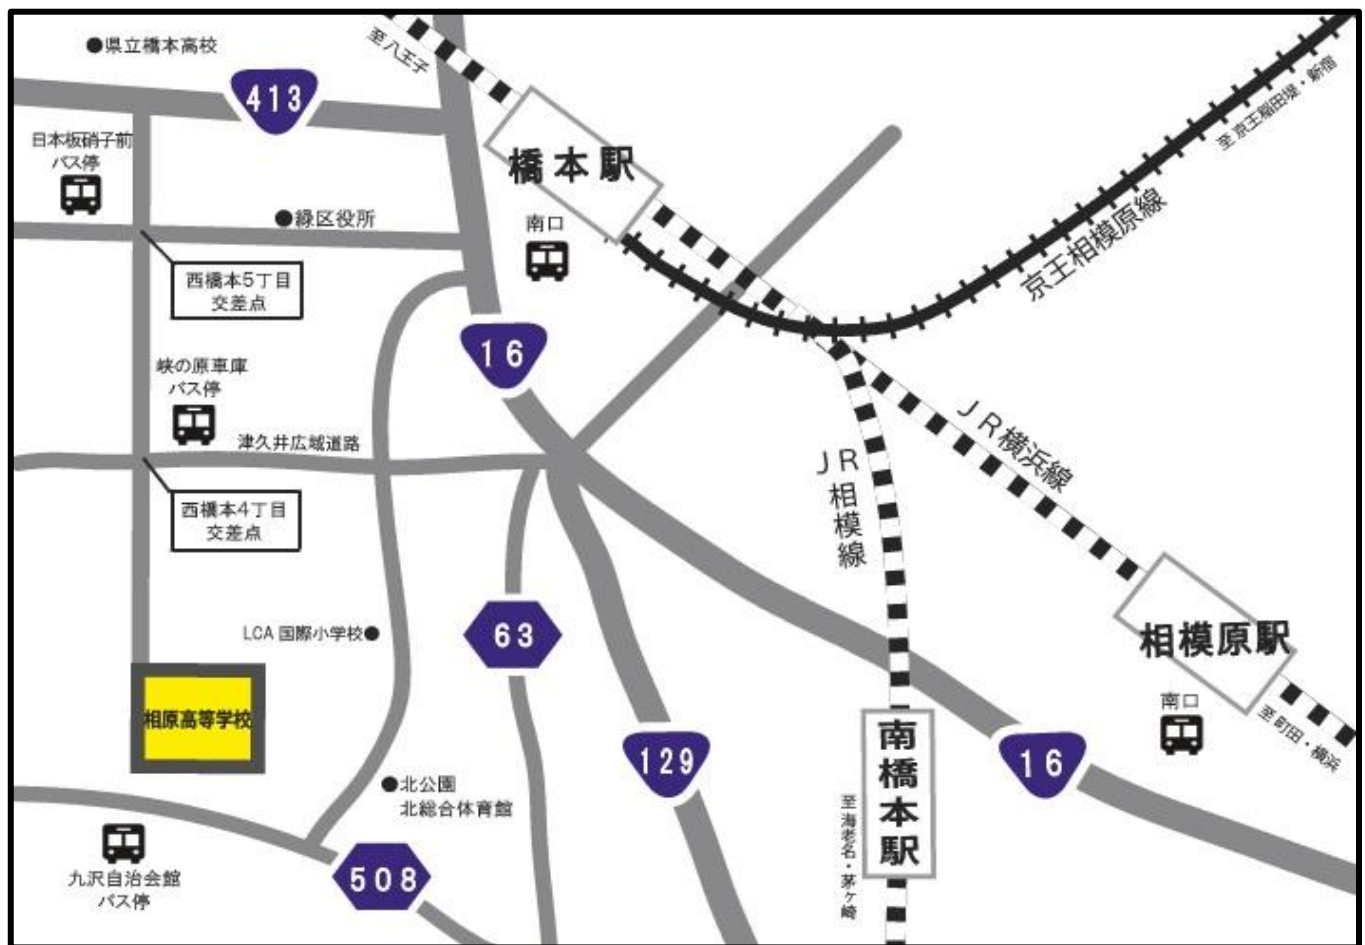 ●県立橋本高校
至八王子
413
至 京王稲田堤・新宿
日本板硝子前
バス停
橋本駅
●緑区役所
南口
京王相模原線
西橋本5丁目
交差点
16
峡の原車庫
バス停
津久井広域道路
JR横浜線
JR
相模線
西橋本4丁目
交差点
LCA 国際小学校●
63
相模原駅
相原高等学校
南口
至町田・横浜
129
16
南橋本駅
●北公園
北総合体育館
至海老名・茅ヶ崎
508
九沢自治会館
バス停